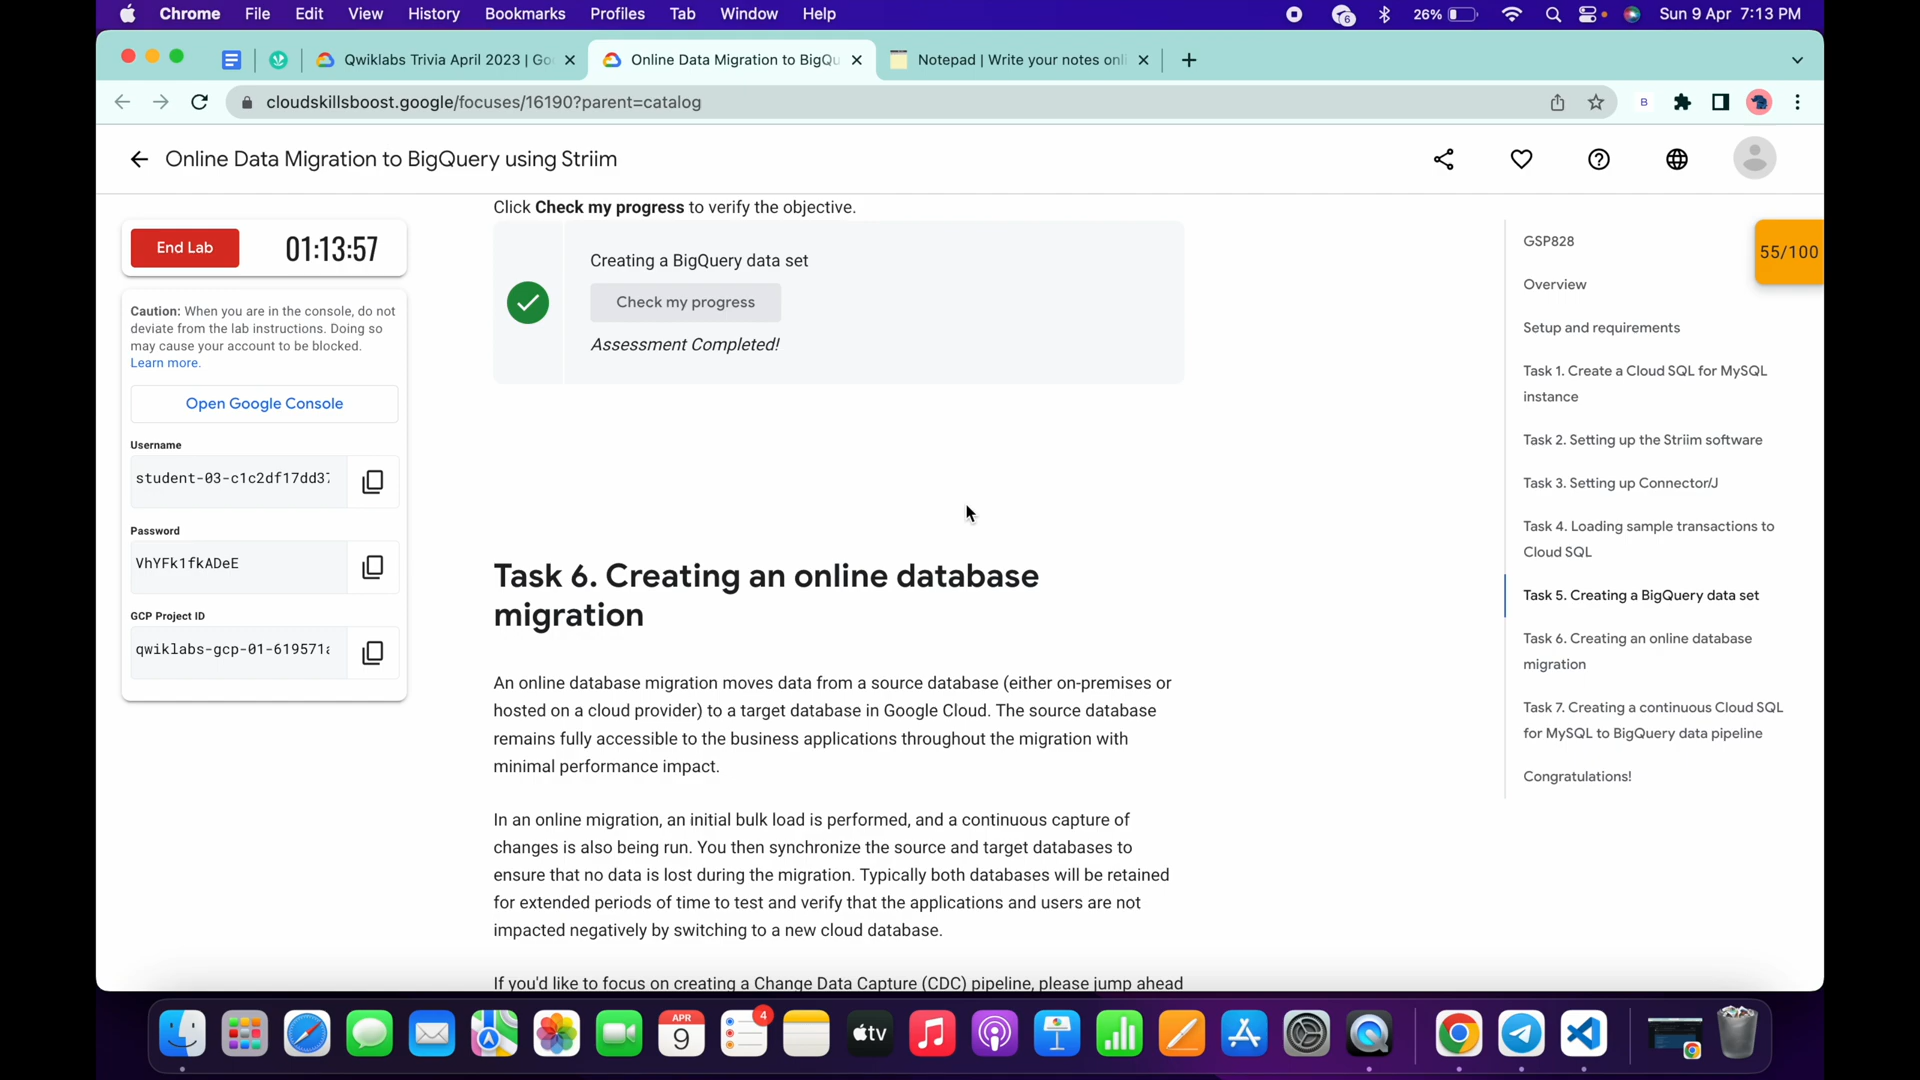 Chrome File Edit View History Bookmarks Profiles Tab Window Help 6 26% Sun 9 Apr 7:13 PM
Qwiklabs Trivia April 2023 | Go
Online Data Migration to BigQu
Notepad | Write your notes onli
cloudskillsboost.google/focuses/16190?parent=catalog
B
Online Data Migration to BigQuery using Striim
End Lab
01:13:57
Caution: When you are in the console, do not
deviate from the lab instructions. Doing so
may cause your account to be blocked.
Learn more.
Open Google Console
Username
student-03-c1c2df17dd37
Password
VhYFk1fkADeE
GCP Project ID
qwiklabs-gcp-01-619571a
Click Check my progress to verify the objective.
Creating a BigQuery data set
Check my progress
Assessment Completed!
Task 6. Creating an online database
migration
An online database migration moves data from a source database (either on-premises or
hosted on a cloud provider) to a target database in Google Cloud. The source database
remains fully accessible to the business applications throughout the migration with
minimal performance impact.
In an online migration, an initial bulk load is performed, and a continuous capture of
changes is also being run. You then synchronize the source and target databases to
ensure that no data is lost during the migration. Typically both databases will be retained
for extended periods of time to test and verify that the applications and users are not
impacted negatively by switching to a new cloud database.
If you'd like to focus on creating a Change Data Capture (CDC) pipeline, please jump ahead
GSP828
55/100
Overview
Setup and requirements
Task 1. Create a Cloud SQL for MySQL
instance
Task 2. Setting up the Striim software
Task 3. Setting up Connector/J
Task 4. Loading sample transactions to
Cloud SQL
Task 5. Creating a BigQuery data set
Task 6. Creating an online database
migration
Task 7. Creating a continuous Cloud SQL
for MySQL to BigQuery data pipeline
Congratulations!
APR
9
4
tv